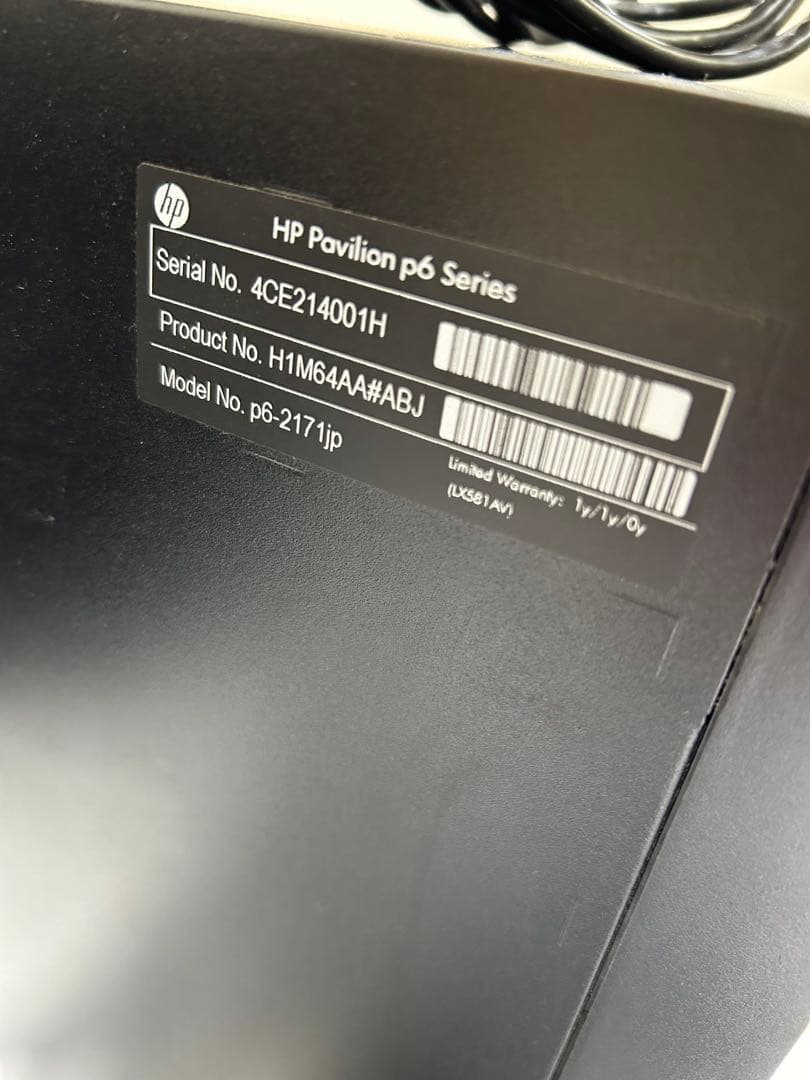 hp
HP Pavilion p6 Series
Serial No. 4CE214001H
Product No. H1M64AA#ABJ
Model No. p6-2171jp
Limited Warranty: 1y/1y/0y
(LX581AV)